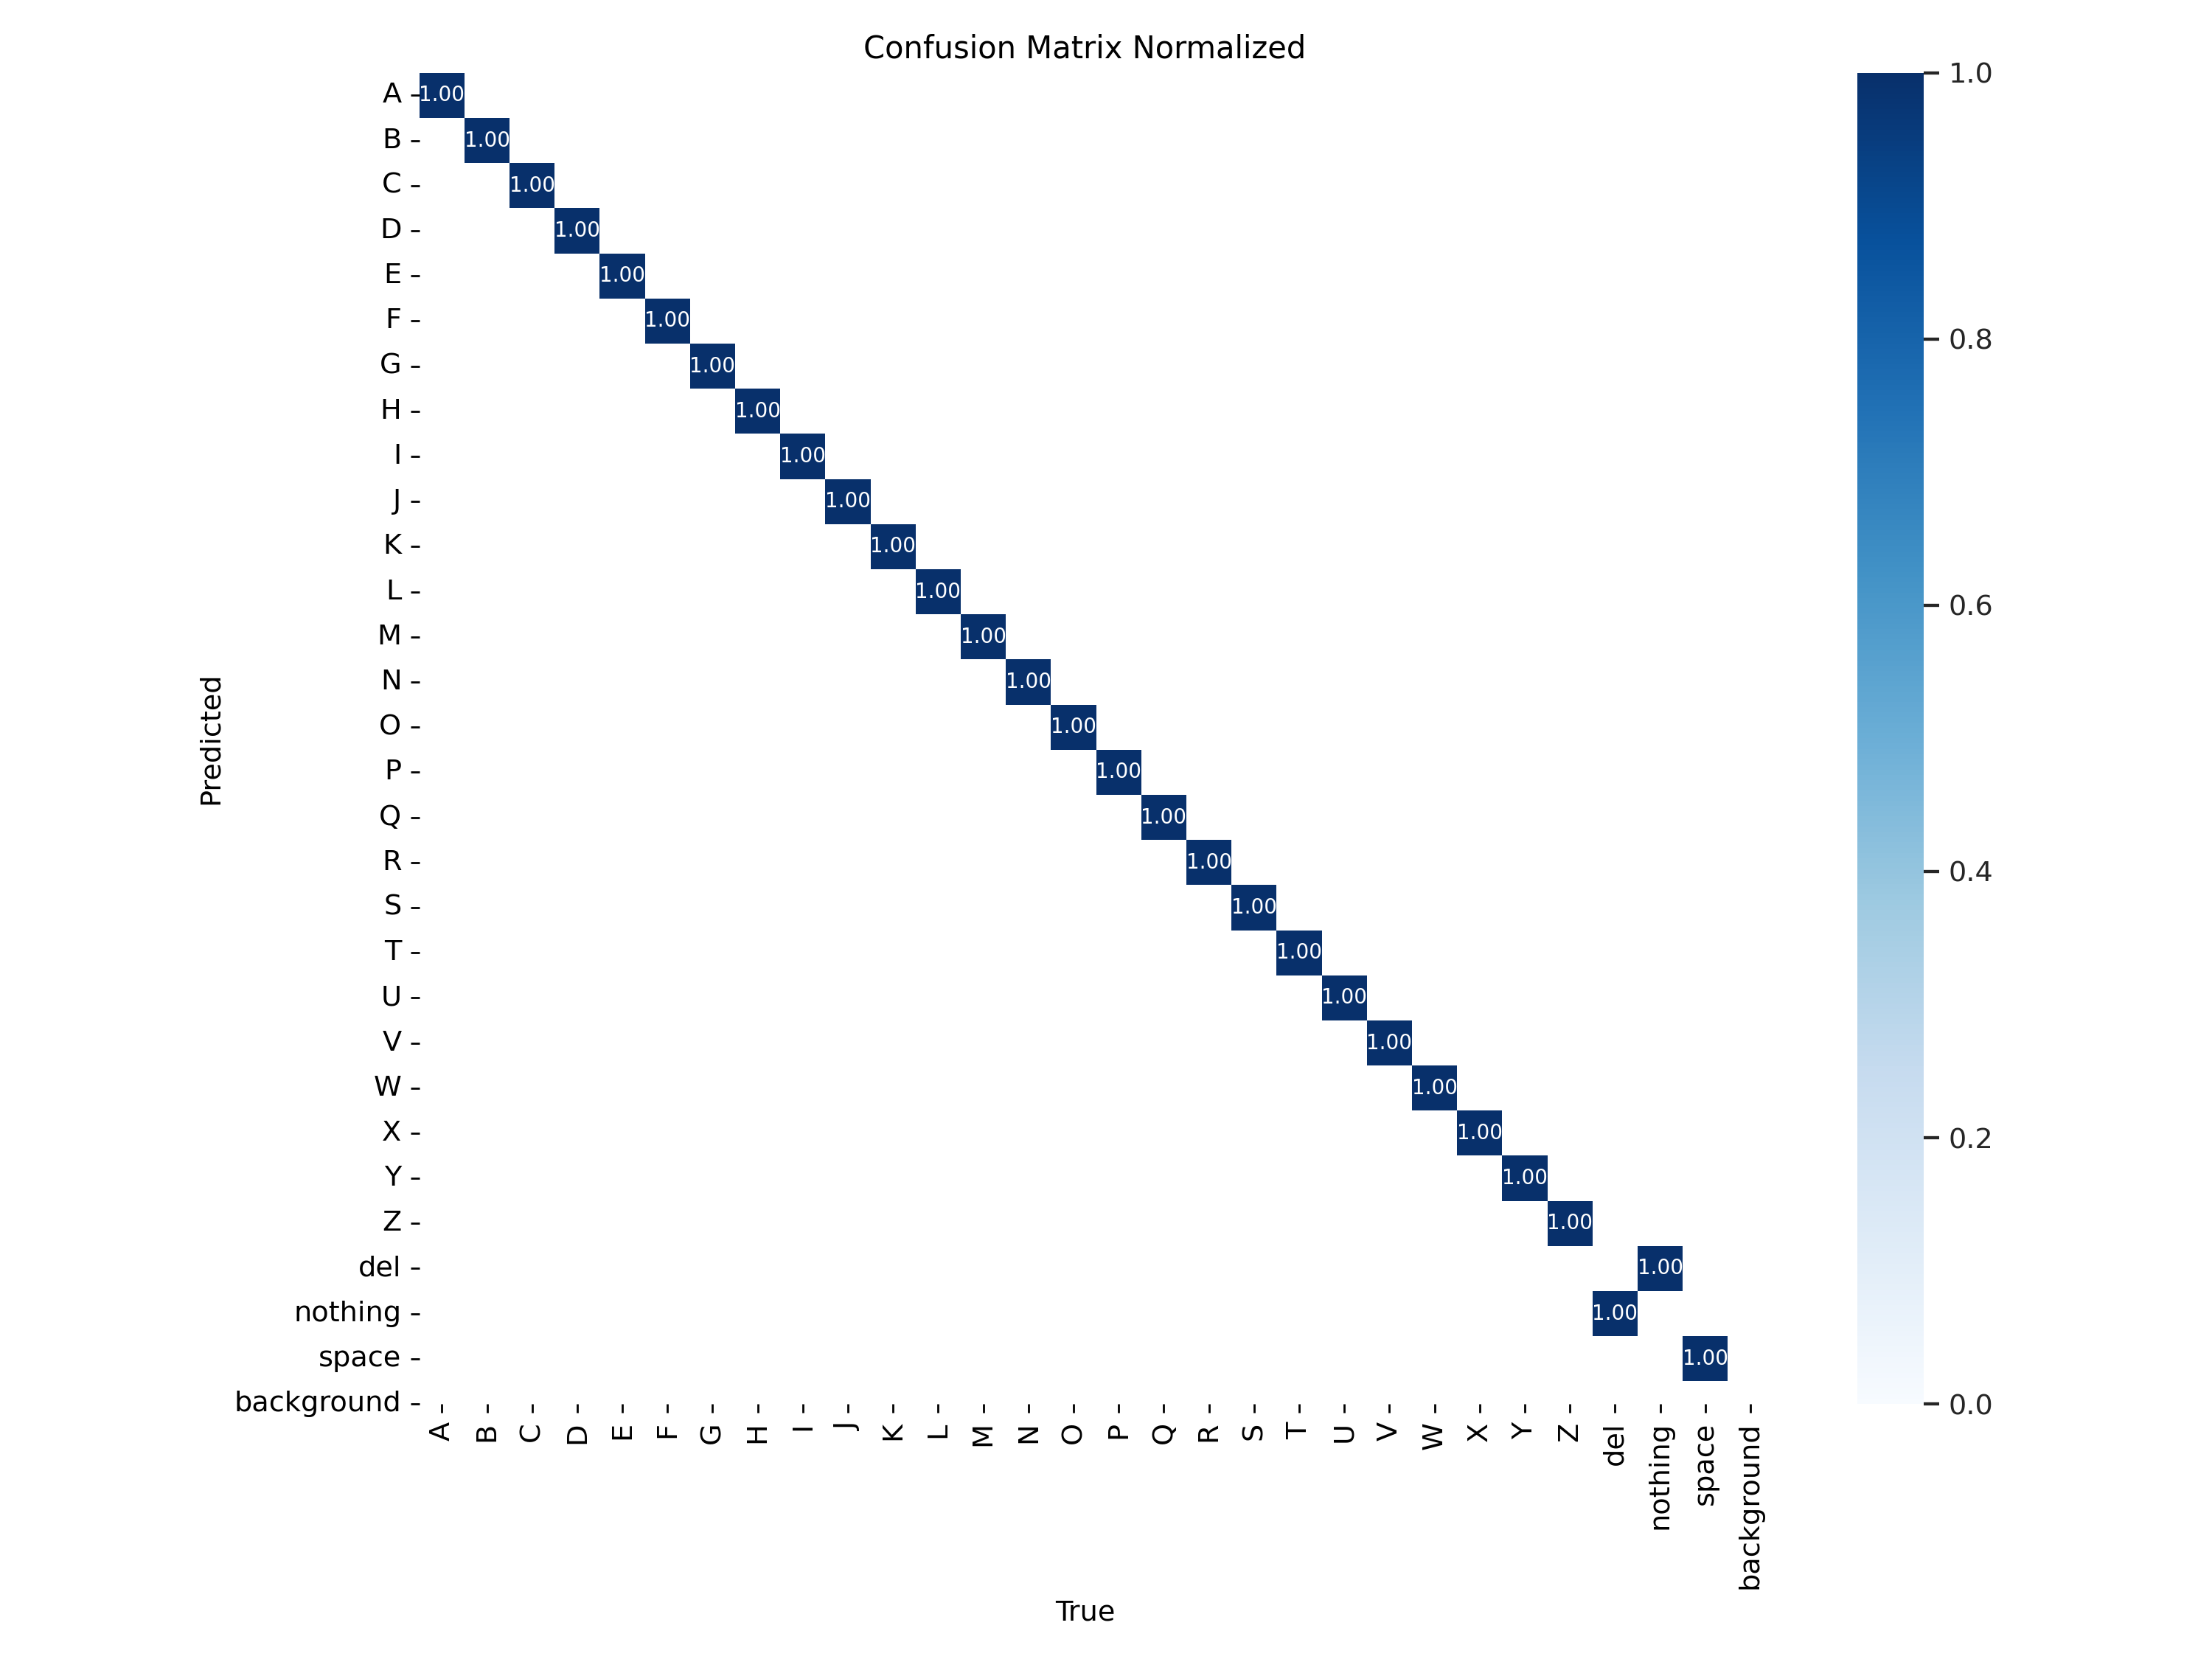 Confusion Matrix Normalized
A
1.00
B
1.00
C
1.00
D
1.00
E
1.00
F
1.00
G
1.00
H
1.00
I
1.00
J
1.00
K
1.00
L
1.00
M
1.00
N
1.00
O
1.00
P
1.00
Q
1.00
R
1.00
S
1.00
T
1.00
U
1.00
V
1.00
W
1.00
X
1.00
Y
1.00
Z
1.00
del
1.00
nothing
1.00
space
1.00
background
Predicted
A B C D E F G H I J K L M N O P Q R S T U V W X Y Z del nothing space background
True
1.0
0.8
0.6
0.4
0.2
0.0